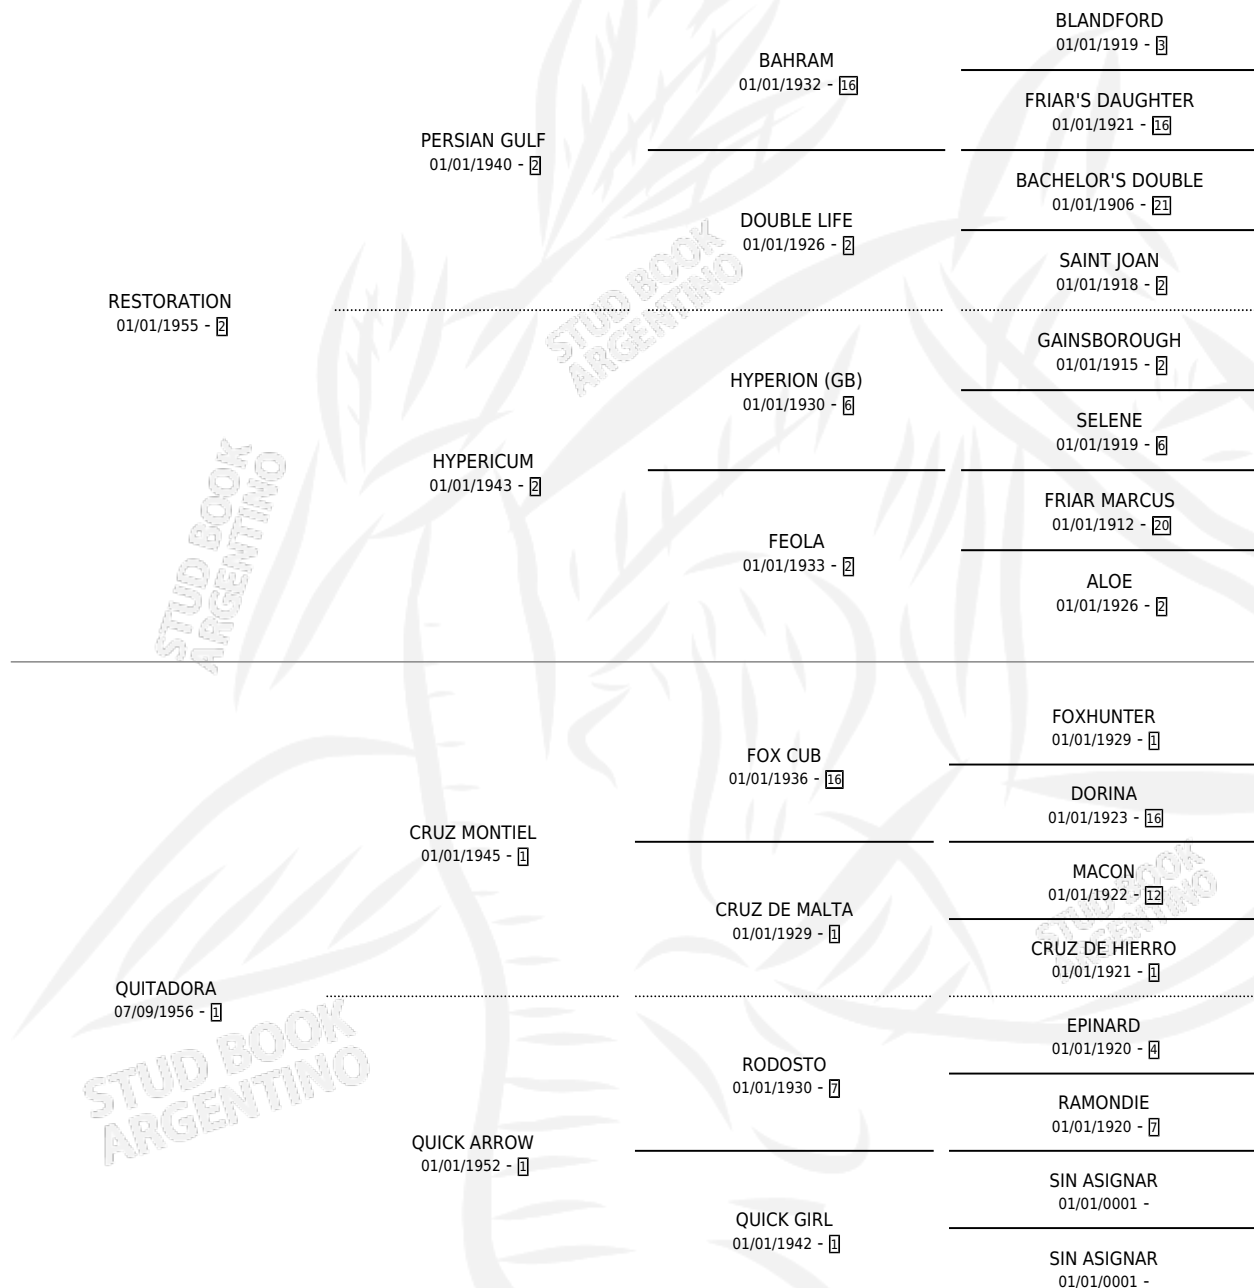 BLANDFORD
01/01/1919 - 3
BAHRAM
01/01/1932 - 16
FRIAR'S DAUGHTER
01/01/1921 - 16
PERSIAN GULF
01/01/1940 - 2
BACHELOR'S DOUBLE
01/01/1906 - 21
DOUBLE LIFE
01/01/1926 - 2
SAINT JOAN
01/01/1918 - 2
RESTORATION
01/01/1955 - 2
GAINSBOROUGH
01/01/1915 - 2
HYPERION (GB)
01/01/1930 - 6
SELENE
01/01/1919 - 6
HYPERICUM
01/01/1943 - 2
FRIAR MARCUS
01/01/1912 - 20
FEOLA
01/01/1933 - 2
ALOE
01/01/1926 - 2
FOXHUNTER
01/01/1929 - 1
FOX CUB
01/01/1936 - 16
DORINA
01/01/1923 - 16
CRUZ MONTIEL
01/01/1945 - 1
MACON
01/01/1922 - 12
CRUZ DE MALTA
01/01/1929 - 1
CRUZ DE HIERRO
01/01/1921 - 1
QUITADORA
07/09/1956 - 1
EPINARD
01/01/1920 - 4
RODOSTO
01/01/1930 - 7
RAMONDIE
01/01/1920 - 7
QUICK ARROW
01/01/1952 - 1
SIN ASIGNAR
01/01/0001 -
QUICK GIRL
01/01/1942 - 1
SIN ASIGNAR
01/01/0001 -
STUD BOOK
ARGENTINO
STUD BOOK
ARGENTINO
STUD BOOK
ARGENTINO
STUD BOOK
ARGENTINO